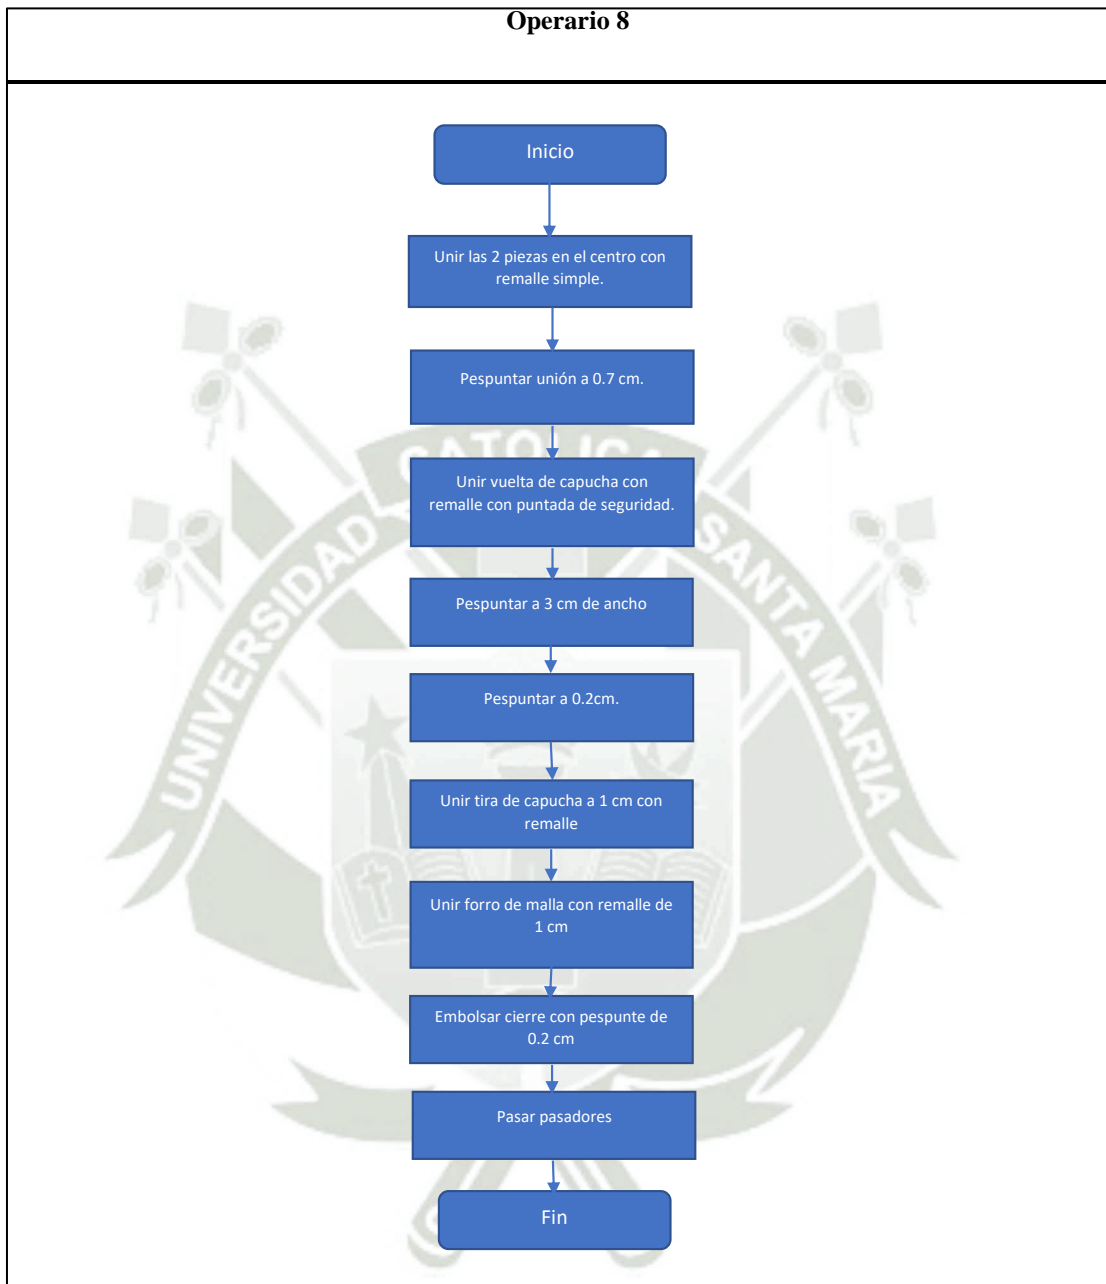 Operario 8
Inicio
Unir las 2 piezas en el centro con
remalle simple.
Pespuntar unión a 0.7 cm.
Unir vuelta de capucha con
remalle con puntada de seguridad.
Pespuntar a 3 cm de ancho
Pespuntar a 0.2cm.
Unir tira de capucha a 1 cm con
remalle
Unir forro de malla con remalle de
1 cm
Embolsar cierre con pespunte de
0.2 cm
Pasar pasadores
Fin
UNIVERSIDAD CATOLICA SANTA MARIA